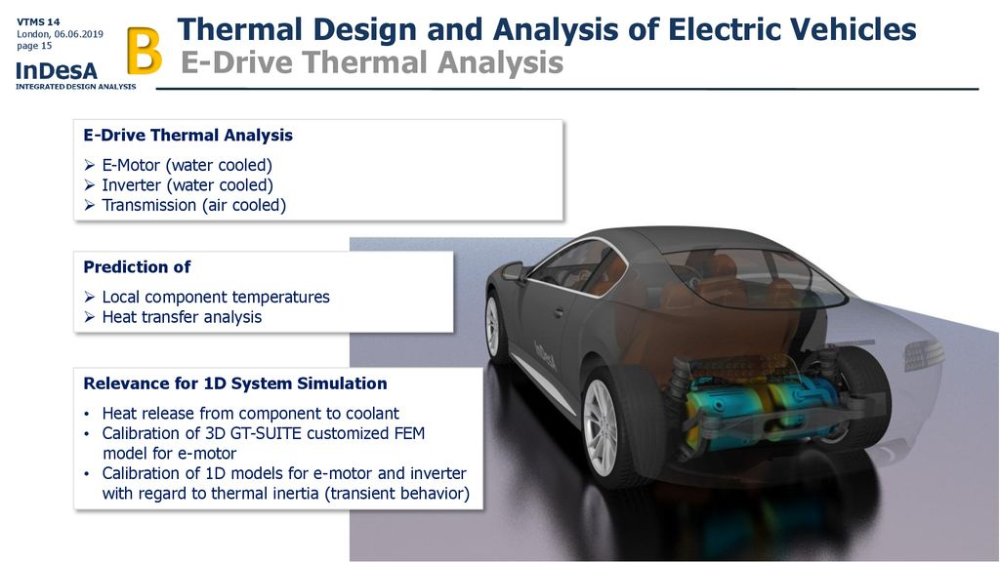 VTMS 14
London, 06.06.2019
page 15
InDesA
INTEGRATED DESIGN ANALYSIS
B
Thermal Design and Analysis of Electric Vehicles
E-Drive Thermal Analysis
E-Drive Thermal Analysis
➢ E-Motor (water cooled)
➢ Inverter (water cooled)
➢ Transmission (air cooled)
Prediction of
➢ Local component temperatures
➢ Heat transfer analysis
Relevance for 1D System Simulation
• Heat release from component to coolant
• Calibration of 3D GT-SUITE customized FEM
model for e-motor
• Calibration of 1D models for e-motor and inverter
with regard to thermal inertia (transient behavior)
InDesA